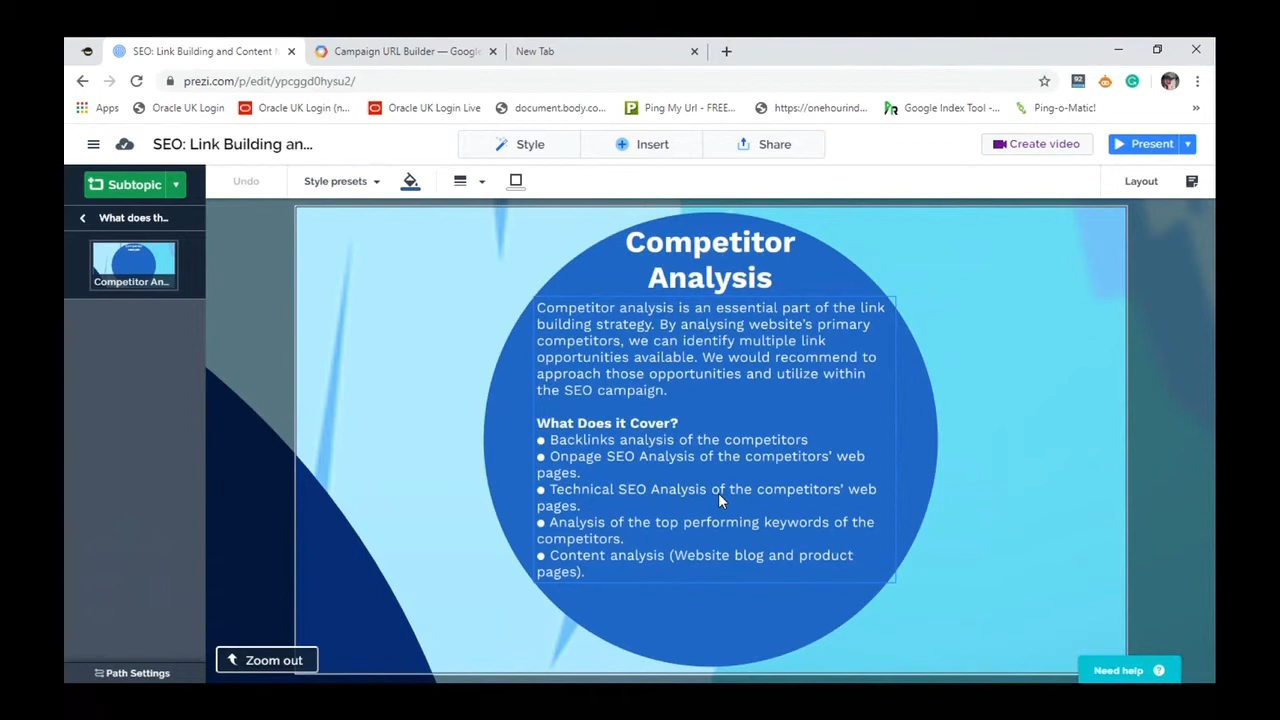 SEO: Link Building and Content
Campaign URL Builder — Google
New Tab
prezi.com/p/edit/ypcggd0hysu2/
92
Apps
Oracle UK Login
Oracle UK Login (n...
Oracle UK Login Live
document.body.co...
Ping My Url - FREE...
https://onehourind...
Google Index Tool -...
Ping-o-Matic!
»
SEO: Link Building an...
Style
Insert
Share
Create video
Present
Subtopic
Undo
Style presets
Layout
What does th...
Competitor An...
Competitor
Analysis
Competitor analysis is an essential part of the link
building strategy. By analysing website's primary
competitors, we can identify multiple link
opportunities available. We would recommend to
approach those opportunities and utilize within
the SEO campaign.
What Does it Cover?
● Backlinks analysis of the competitors
● Onpage SEO Analysis of the competitors' web
pages.
● Technical SEO Analysis of the competitors' web
pages.
● Analysis of the top performing keywords of the
competitors.
● Content analysis (Website blog and product
pages).
Zoom out
Path Settings
Need help ?